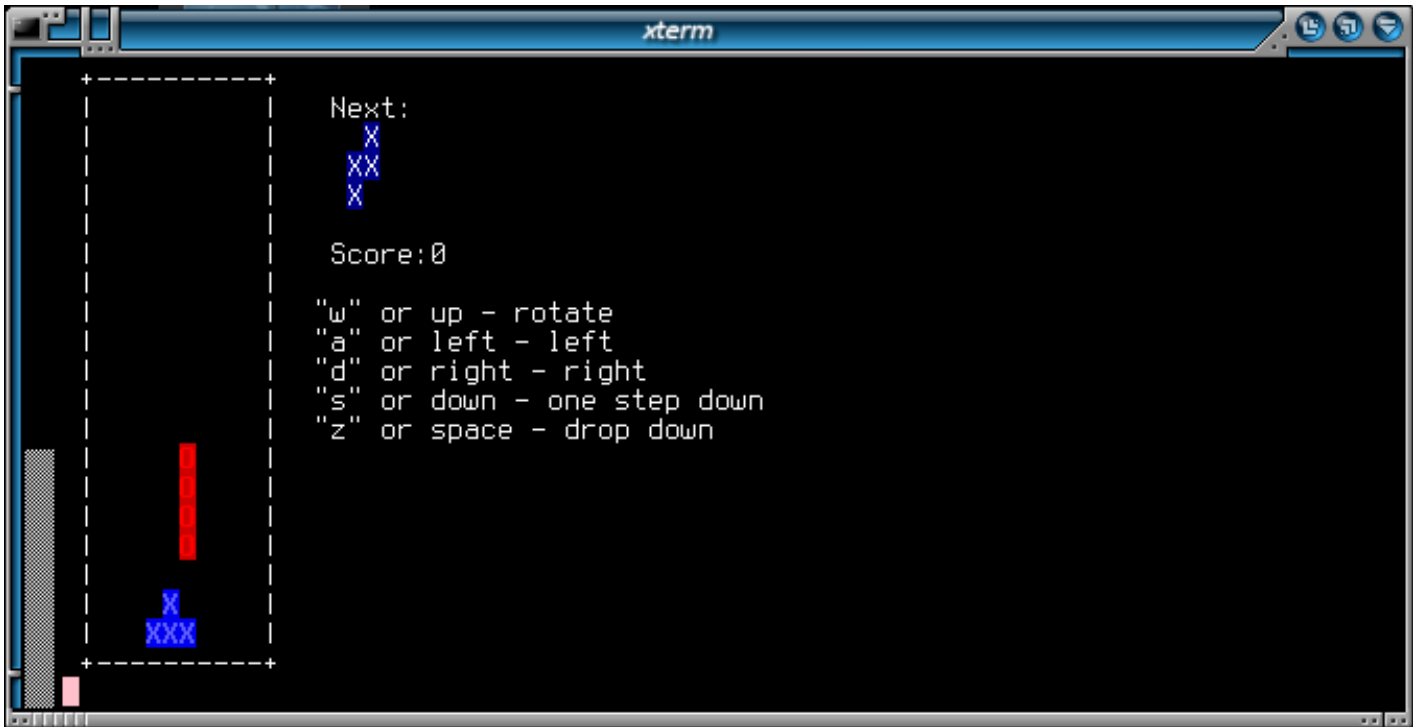 xterm
Next:
X
XX
X
Score:0
"w" or up - rotate
"a" or left - left
"d" or right - right
"s" or down - one step down
"z" or space - drop down
O
O
O
O
X
XXX